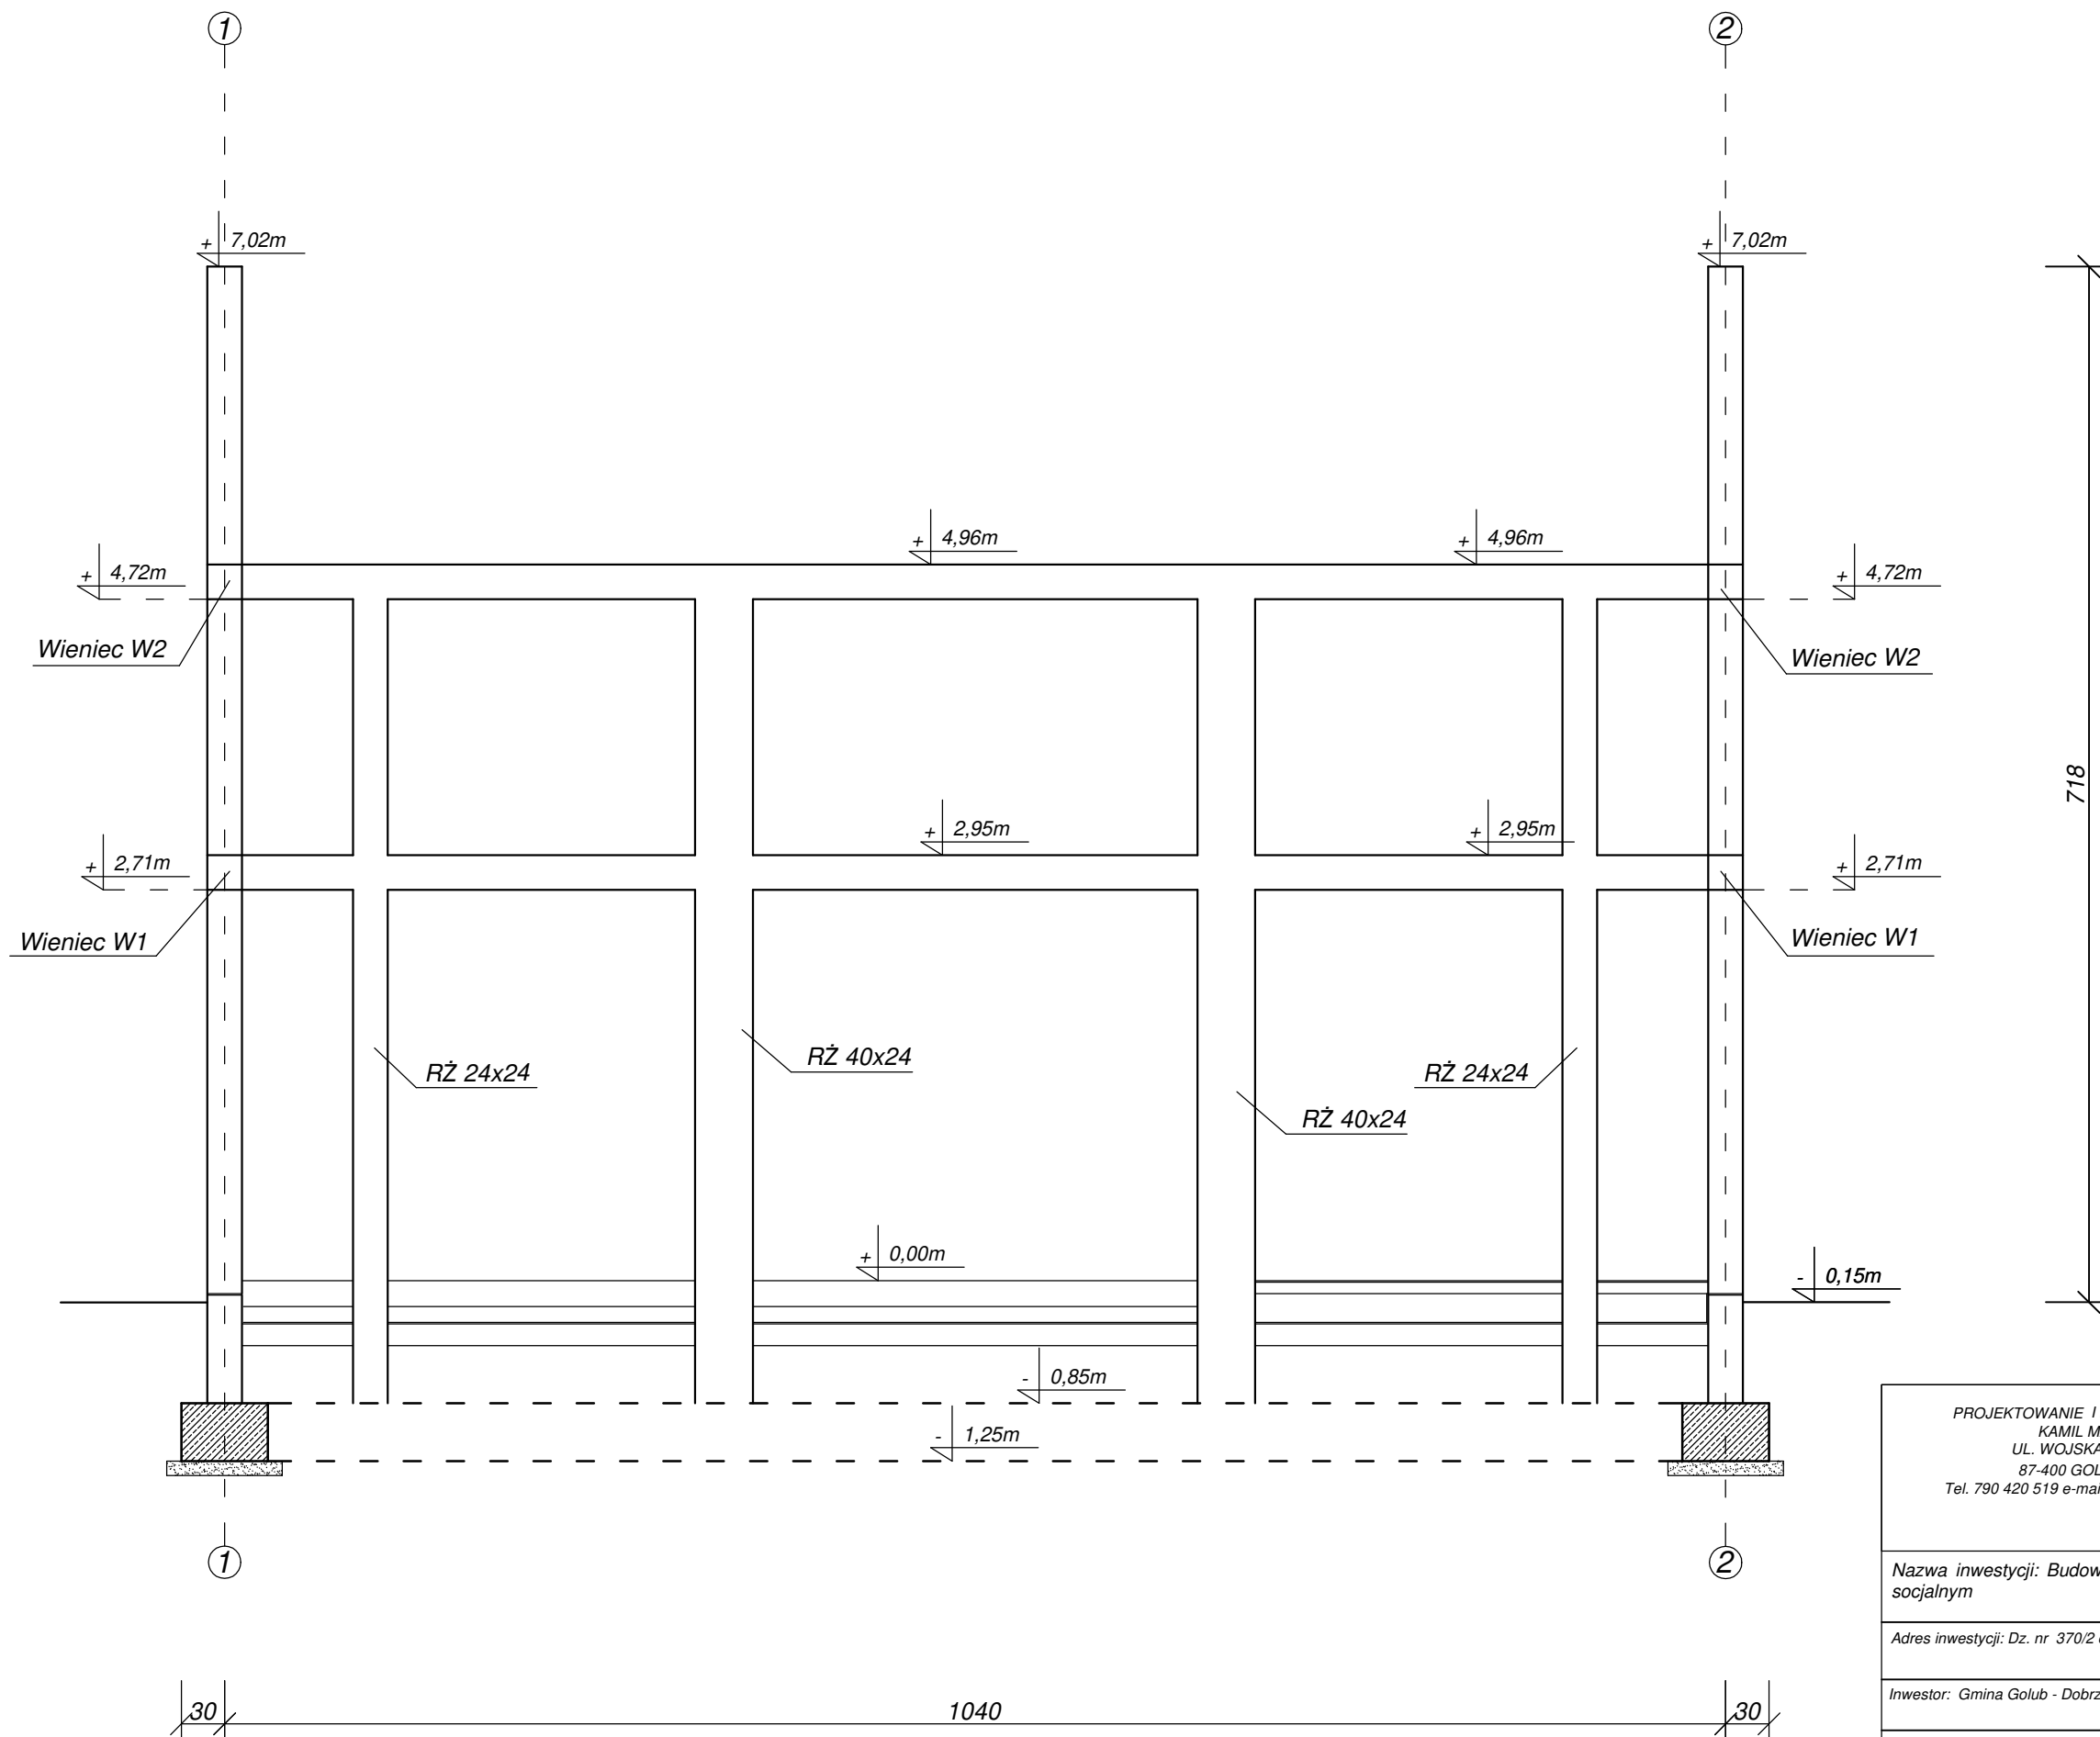 1
2
+ 7,02m
+ 7,02m
+ 4,96m
+ 4,96m
+ 4,72m
+ 4,72m
Wieniec W2
Wieniec W2
718
+ 2,95m
+ 2,95m
+ 2,71m
+ 2,71m
Wieniec W1
Wieniec W1
RŻ 24x24
RŻ 40x24
RŻ 24x24
RŻ 40x24
+ 0,00m
- 0,15m
- 0,85m
- 1,25m
PROJEKTOWANIE I
KAMIL M
UL. WOJSKA
87-400 GOL
Tel. 790 420 519 e-mai
1
2
Nazwa inwestycji: Budow
socjalnym
Adres inwestycji: Dz. nr 370/2
Inwestor: Gmina Golub - Dobrz
30
1040
30